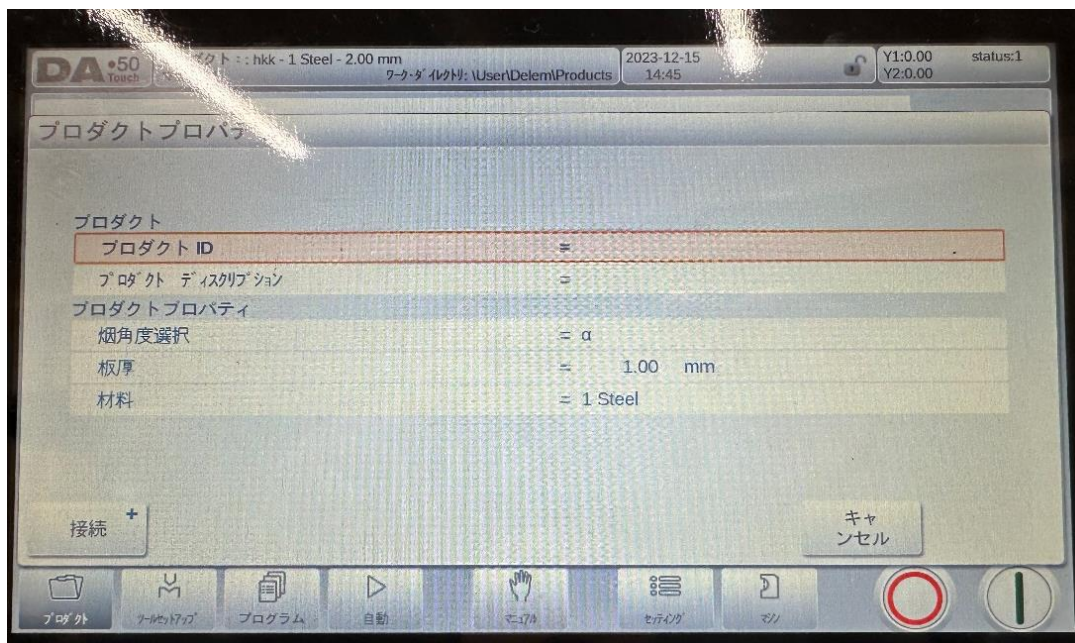 DA•50
Touch
ダクト : : hkk - 1 Steel - 2.00 mm
ワーク・ダイレクトリ: \User\Delem\Products
2023-12-15
14:45
Y1:0.00
Y2:0.00
status:1
プロダクトプロパティ
プロダクト
プロダクト ID =
プロダクト ディスクリプション =
プロダクトプロパティ
烟角度選択 = α
板厚 = 1.00 mm
材料 = 1 Steel
接続 +
キャ
ンセル
プロダクト
ツールセットアップ
プログラム
自動
マニュアル
セッティング
マシン